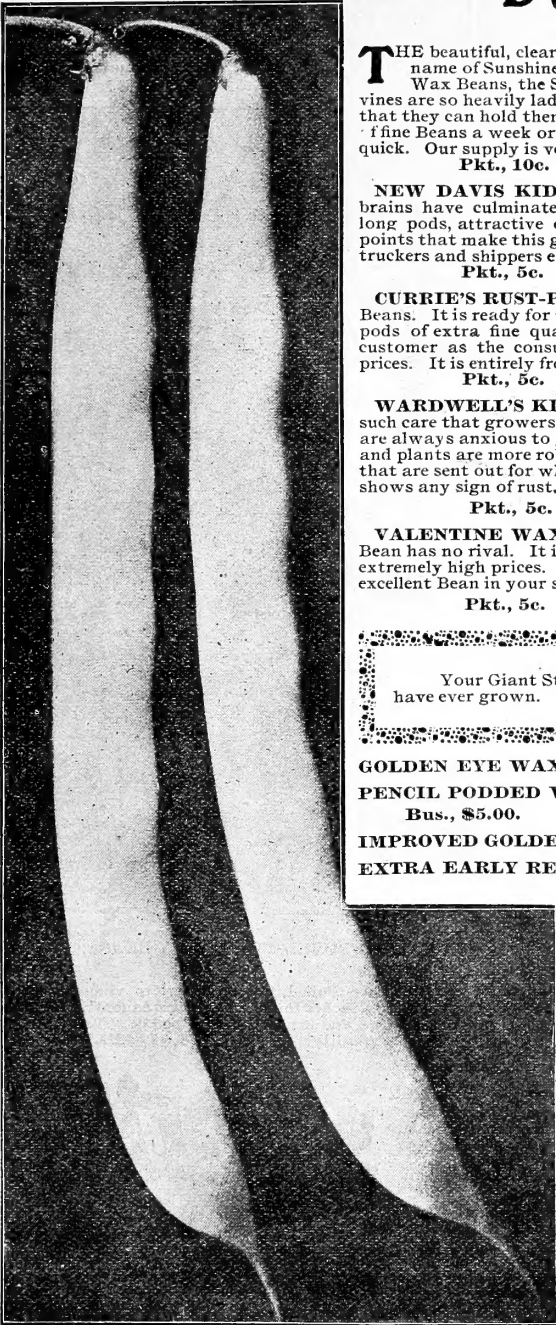 THE beautiful, clear
name of Sunshine
Wax Beans, the S
vines are so heavily lad
that they can hold them
f fine Beans a week or
quick. Our supply is v
Pkt., 10c.
NEW DAVIS KID
brains have culminate
long pods, attractive
points that make this g
truckers and shippers e
Pkt., 5c.
CURRIE'S RUST-P
Beans. It is ready for
pods of extra fine qua
customer as the consu
prices. It is entirely fre
Pkt., 5c.
WARDWELL'S KI
such care that growers
are always anxious to
and plants are more ro
that are sent out for wh
shows any sign of rust.
Pkt., 5c.
VALENTINE WAX
Bean has no rival. It i
extremely high prices.
excellent Bean in your s
Pkt., 5c.
Your Giant St
have ever grown.
GOLDEN EYE WAX
PENCIL PODDED
Bus., $5.00.
IMPROVED GOLDE
EXTRA EARLY RE